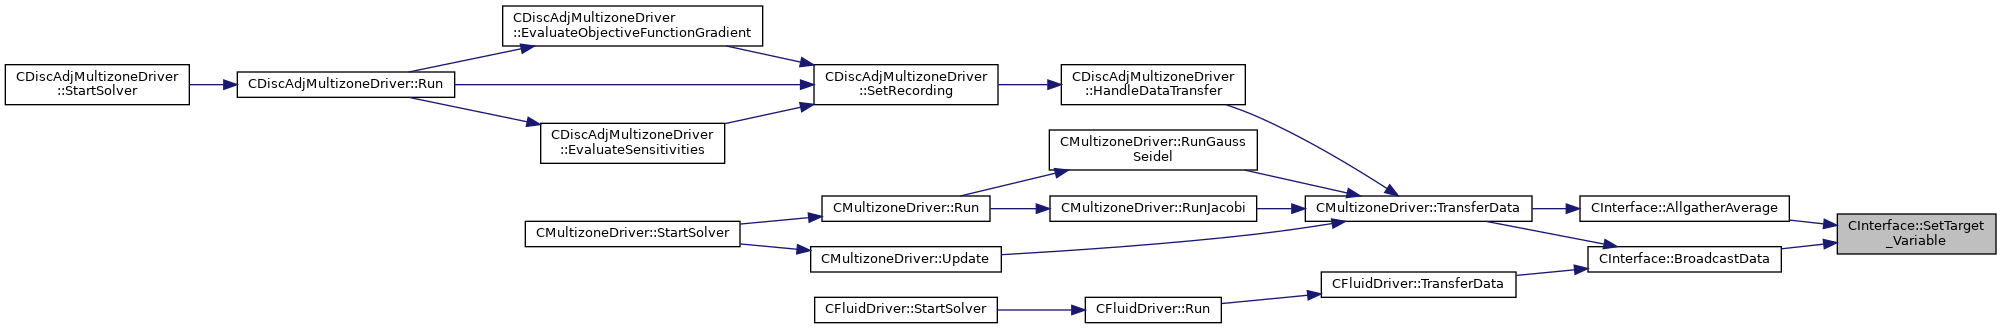 CDiscAdjMultizoneDriver
::StartSolver
CDiscAdjMultizoneDriver::Run
CDiscAdjMultizoneDriver
::EvaluateObjectiveFunctionGradient
CDiscAdjMultizoneDriver
::EvaluateSensitivities
CDiscAdjMultizoneDriver
::SetRecording
CDiscAdjMultizoneDriver
::HandleDataTransfer
CMultizoneDriver::RunGauss
Seidel
CMultizoneDriver::Run
CMultizoneDriver::RunJacobi
CMultizoneDriver::TransferData
CInterface::AllgatherAverage
CInterface::SetTarget
_Variable
CMultizoneDriver::StartSolver
CMultizoneDriver::Update
CInterface::BroadcastData
CFluidDriver::TransferData
CFluidDriver::StartSolver
CFluidDriver::Run